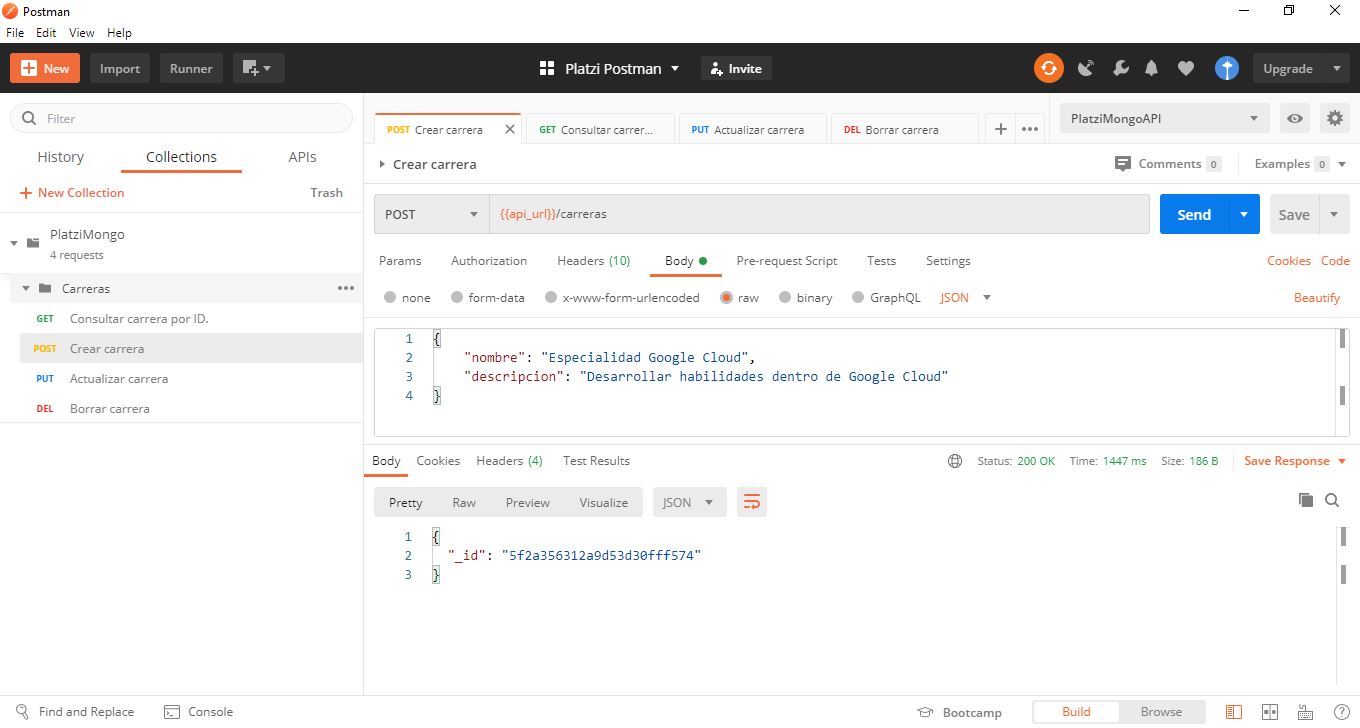 Postman
File Edit View Help
New Import Runner Platzi Postman Invite Upgrade
Filter
History Collections APIs
New Collection Trash
PlatziMongo
4 requests
Carreras
GET Consultar carrera por ID.
POST Crear carrera
PUT Actualizar carrera
DEL Borrar carrera
POST Crear carrera GET Consultar carrer... PUT Actualizar carrera DEL Borrar carrera PlatziMongoAPI
Crear carrera Comments 0 Examples 0
POST {{api_url}}/carreras Send Save
Params Authorization Headers (10) Body Pre-request Script Tests Settings Cookies Code
none form-data x-www-form-urlencoded raw binary GraphQL JSON Beautify
1 {
2 "nombre": "Especialidad Google Cloud",
3 "descripcion": "Desarrollar habilidades dentro de Google Cloud"
4 }
Body Cookies Headers (4) Test Results Status: 200 OK Time: 1447 ms Size: 186 B Save Response
Pretty Raw Preview Visualize JSON
1 {
2 "_id": "5f2a356312a9d53d30fff574"
3 }
Find and Replace Console Bootcamp Build Browse